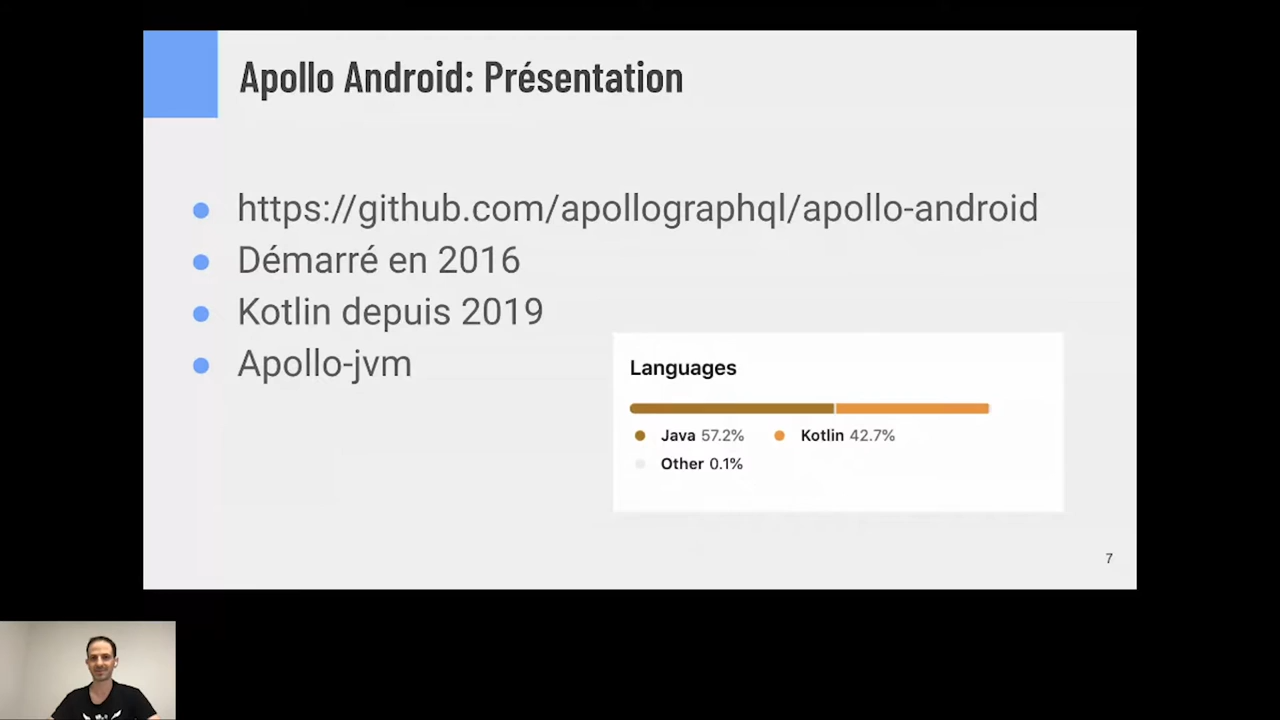 Apollo Android: Présentation
https://github.com/apollographql/apollo-android
Démarré en 2016
Kotlin depuis 2019
Apollo-jvm
Languages
Java 57.2% Kotlin 42.7%
Other 0.1%
7